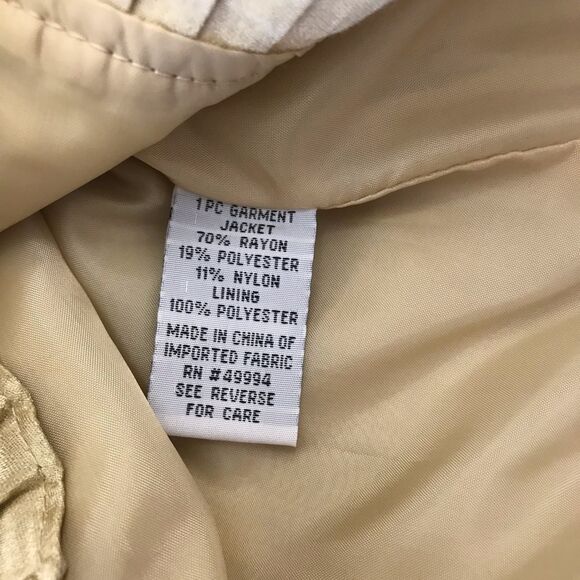 1 PC GARMENT
JACKET
70% RAYON
19% POLYESTER
11% NYLON
LINING
100% POLYESTER
MADE IN CHINA OF
IMPORTED FABRIC
RN #49994
SEE REVERSE
FOR CARE